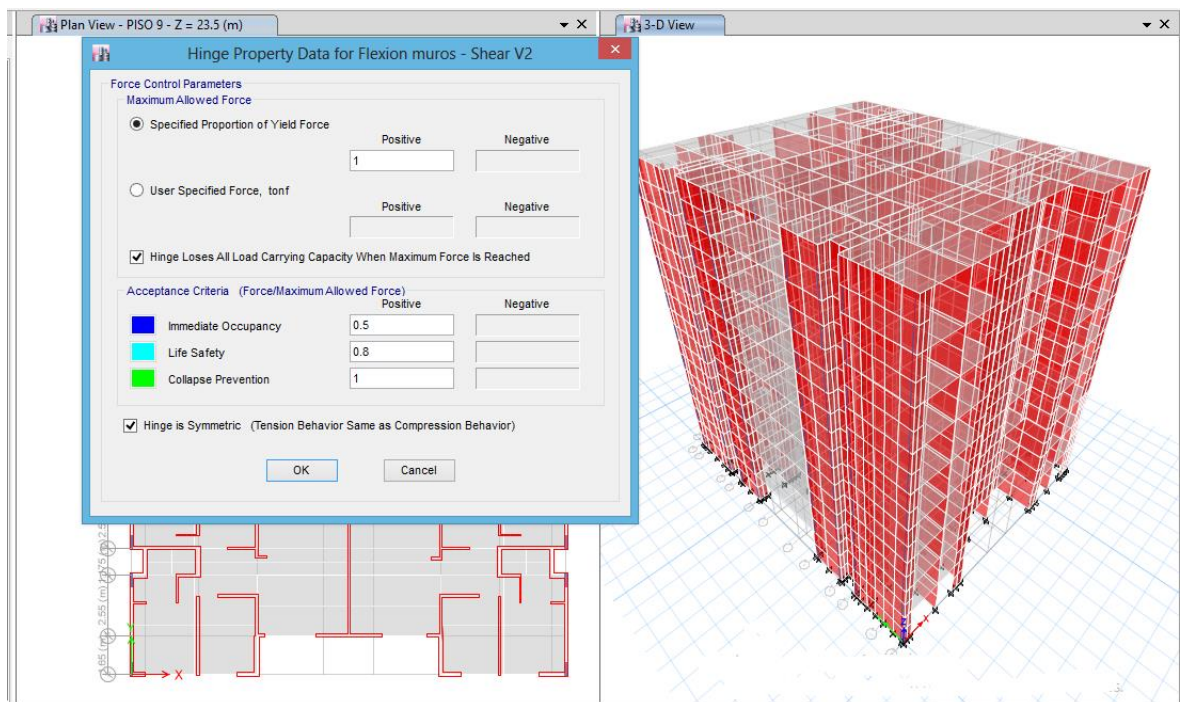 Plan View - PISO 9 - Z = 23.5 (m)
3-D View
Hinge Property Data for Flexion muros - Shear V2
Force Control Parameters
Maximum Allowed Force
Specified Proportion of Yield Force
Positive Negative
1
User Specified Force, tonf
Positive Negative
Hinge Loses All Load Carrying Capacity When Maximum Force Is Reached
Acceptance Criteria (Force/Maximum Allowed Force)
Positive Negative
Immediate Occupancy 0.5
Life Safety 0.8
Collapse Prevention 1
Hinge is Symmetric (Tension Behavior Same as Compression Behavior)
OK Cancel
2.55 (m)
X
X